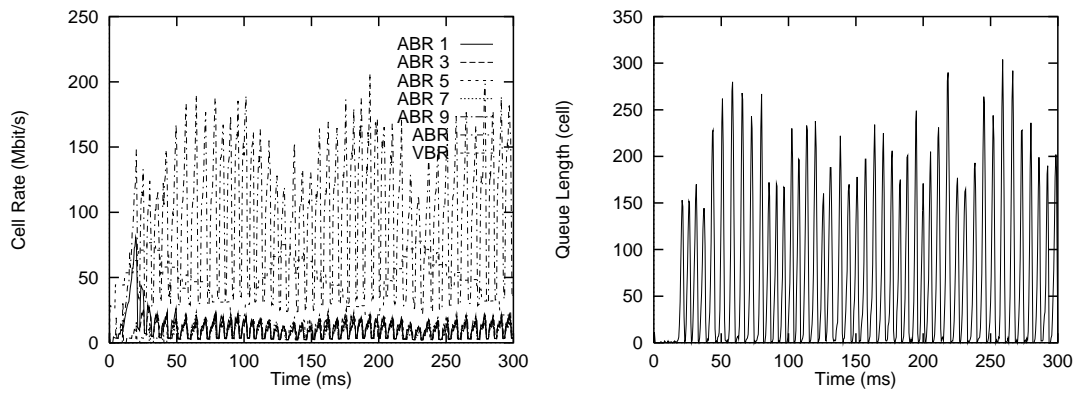 250
200
150
100
50
0
Cell Rate (Mbit/s)
ABR 1
ABR 3
ABR 5
ABR 7
ABR 9
ABR
VBR
0 50 100 150 200 250 300
Time (ms)
350
300
250
200
150
100
50
0
Queue Length (cell)
0 50 100 150 200 250 300
Time (ms)